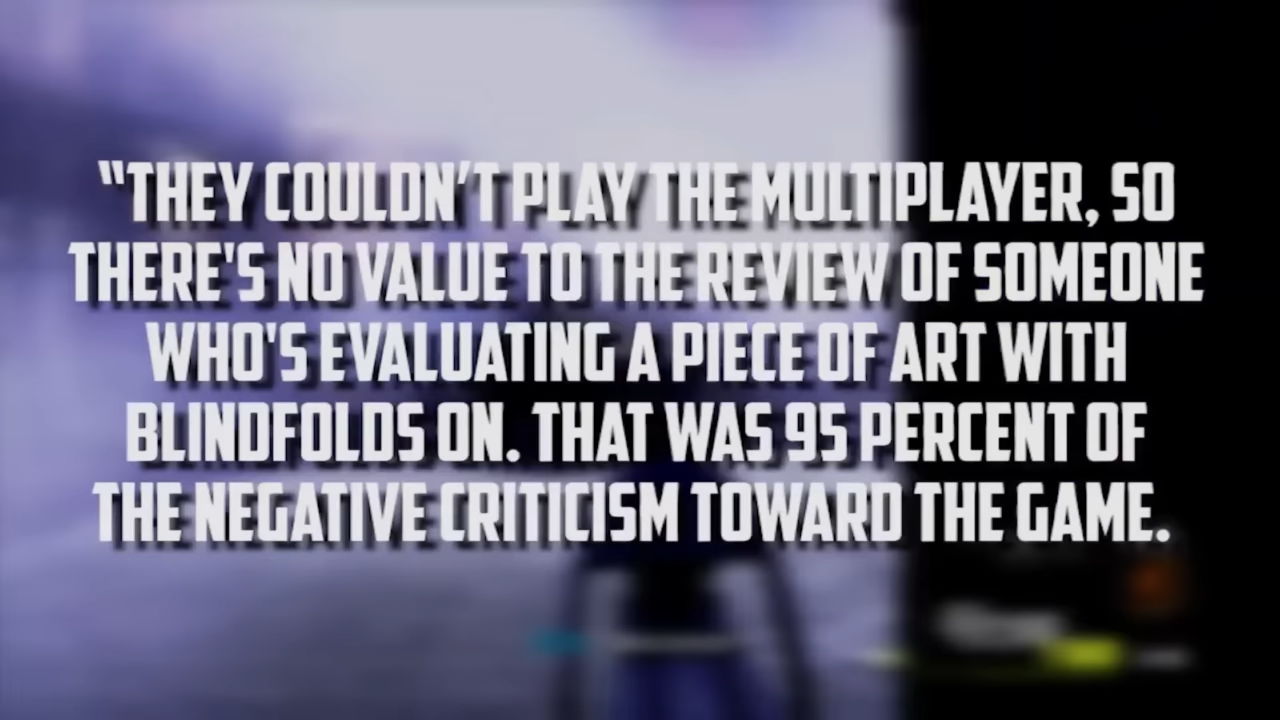 “THEY COULDN’T PLAY THE MULTIPLAYER, SO
THERE'S NO VALUE TO THE REVIEW OF SOMEONE
WHO'S EVALUATING A PIECE OF ART WITH
BLINDFOLDS ON. THAT WAS 95 PERCENT OF
THE NEGATIVE CRITICISM TOWARD THE GAME.